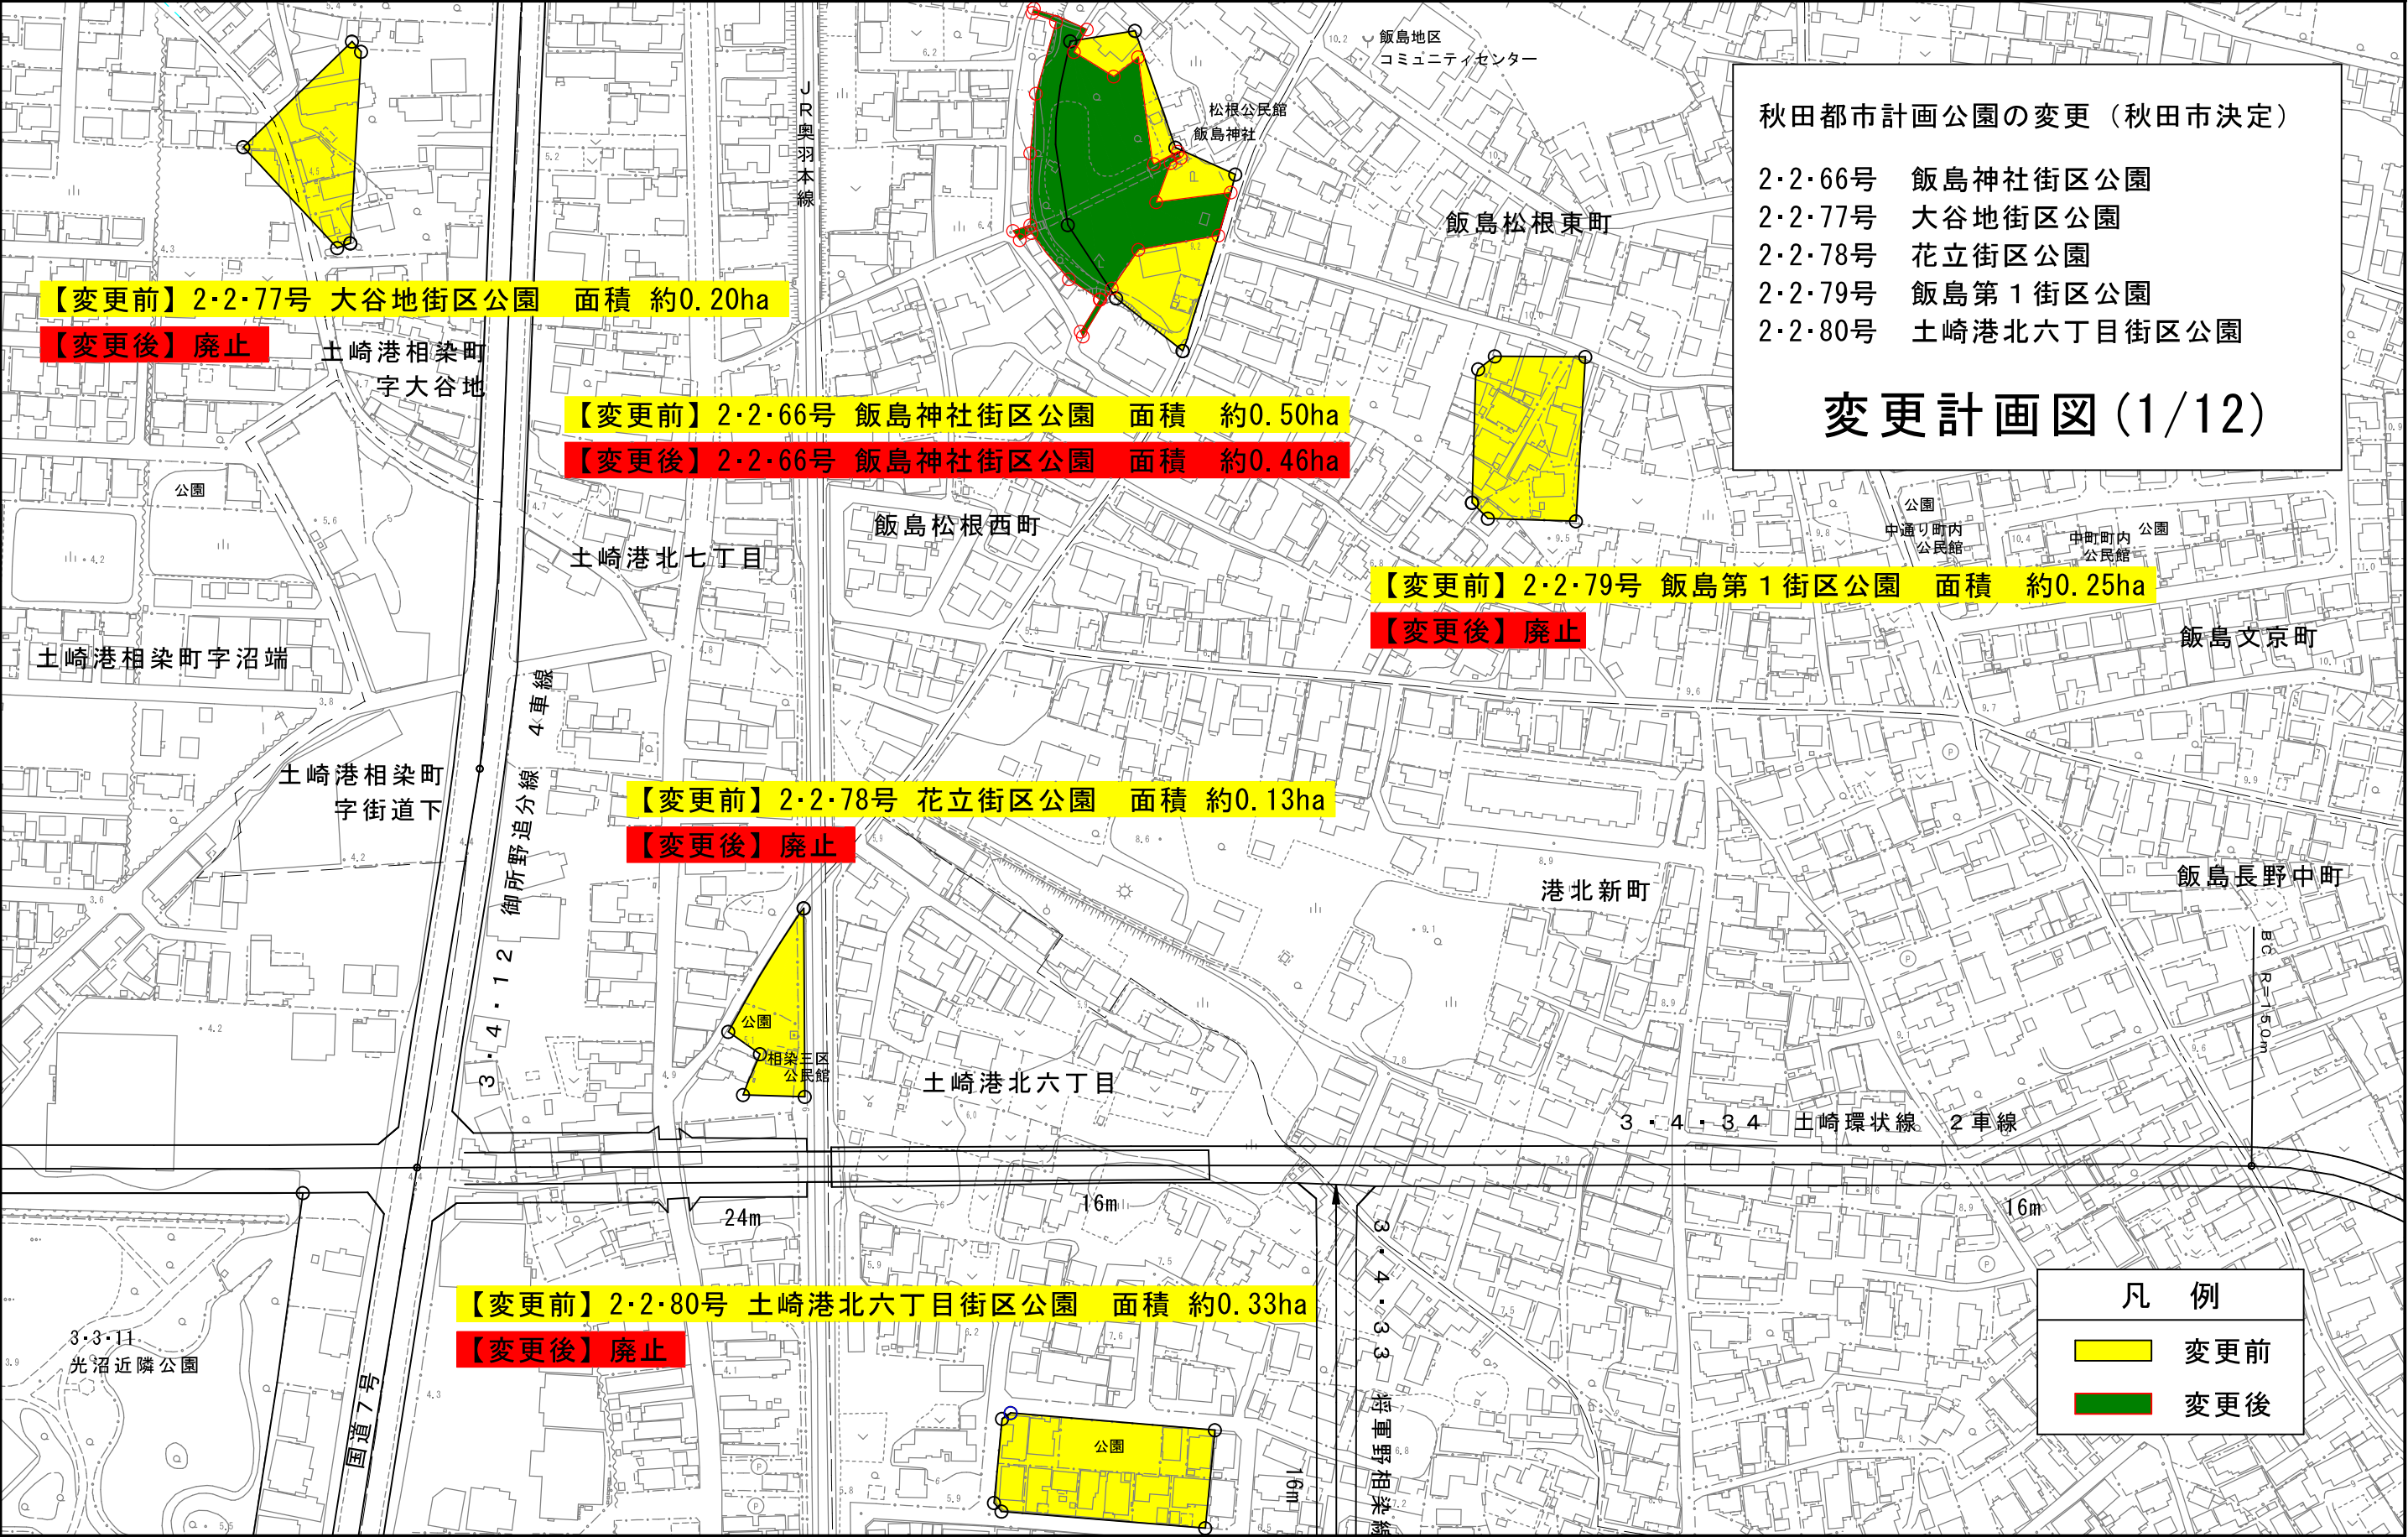 秋田都市計画公園の変更（秋田市決定）
2・2・66号　飯島神社街区公園
2・2・77号　大谷地街区公園
2・2・78号　花立街区公園
2・2・79号　飯島第１街区公園
2・2・80号　土崎港北六丁目街区公園
変更計画図(1/12)
飯島地区
コミュニティセンター
松根公民館
飯島神社
JR奥羽本線
飯島松根東町
【変更前】2・2・77号 大谷地街区公園　面積 約0.20ha
【変更後】廃止
土崎港相染町
字大谷地
【変更前】2・2・66号 飯島神社街区公園　面積　約0.50ha
【変更後】2・2・66号 飯島神社街区公園　面積　約0.46ha
公園
飯島松根西町
土崎港北七丁目
公園
中通り町内
公民館
中町町内
公民館
公園
【変更前】2・2・79号 飯島第１街区公園　面積　約0.25ha
【変更後】廃止
飯島文京町
土崎港相染町字沼端
土崎港相染町
字街道下
3・4・12　御所野追分線　4車線
【変更前】2・2・78号 花立街区公園　面積 約0.13ha
【変更後】廃止
港北新町
飯島長野中町
BC R=150m
公園
相染三区
公民館
土崎港北六丁目
3・4・34　土崎環状線　2車線
24m
16m
16m
【変更前】2・2・80号 土崎港北六丁目街区公園　面積 約0.33ha
【変更後】廃止
3・3・11
光沼近隣公園
国道7号
公園
16m
3・4・33　将軍野相染線
凡　例
変更前
変更後